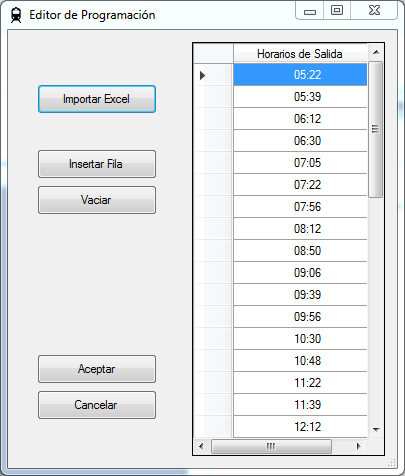 Editor de Programación
Importar Excel
Insertar Fila
Vaciar
Aceptar
Cancelar
Horarios de Salida
05:22
05:39
06:12
06:30
07:05
07:22
07:56
08:12
08:50
09:06
09:39
09:56
10:30
10:48
11:22
11:39
12:12